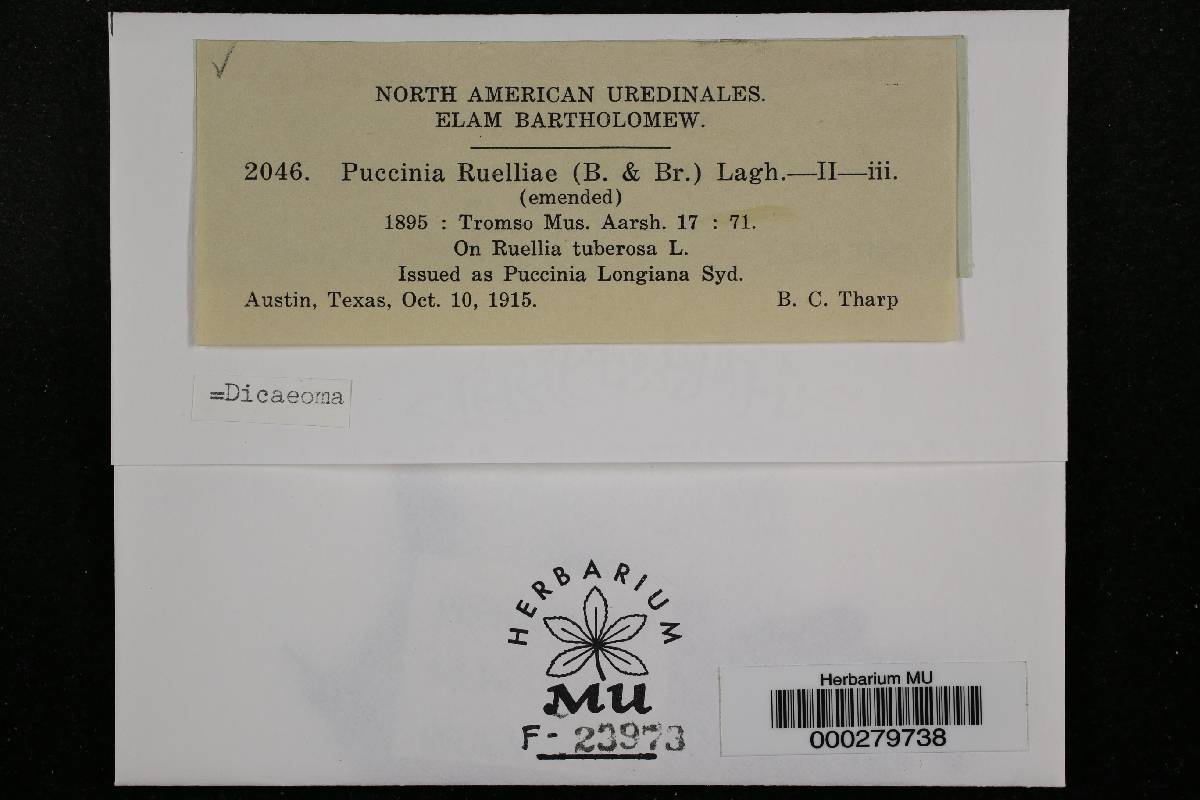 NORTH AMERICAN UREDINALES.
ELAM BARTHOLOMEW.
2046. Puccinia Ruelliae (B. & Br.) Lagh.—II—iii.
(emended)
1895 : Tromso Mus. Aarsh. 17 : 71.
On Ruellia tuberosa L.
Issued as Puccinia Longiana Syd.
Austin, Texas, Oct. 10, 1915. B. C. Tharp
=Dicaeoma
HERBARIUM
MU
F- 23973
Herbarium MU
000279738